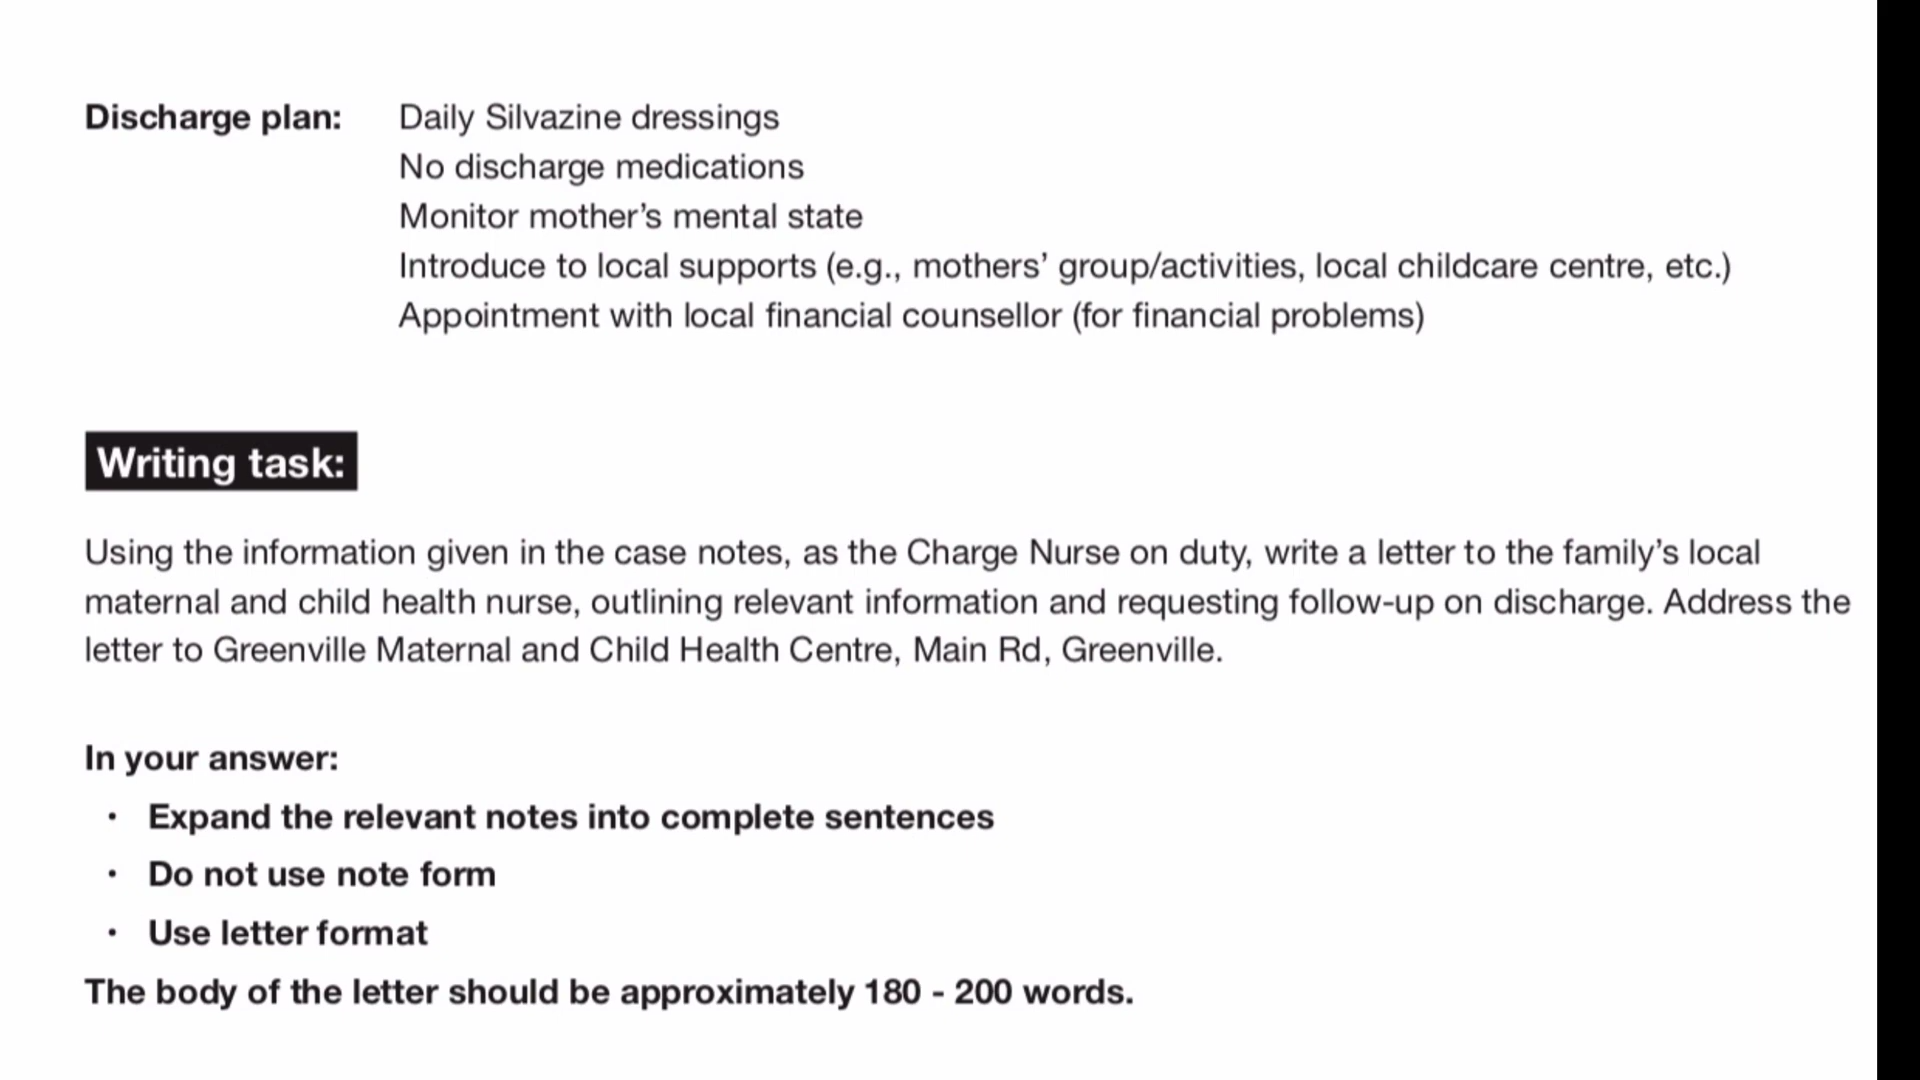 Discharge plan: Daily Silvazine dressings
No discharge medications
Monitor mother’s mental state
Introduce to local supports (e.g., mothers’ group/activities, local childcare centre, etc.)
Appointment with local financial counsellor (for financial problems)
Writing task:
Using the information given in the case notes, as the Charge Nurse on duty, write a letter to the family’s local
maternal and child health nurse, outlining relevant information and requesting follow-up on discharge. Address the
letter to Greenville Maternal and Child Health Centre, Main Rd, Greenville.
In your answer:
· Expand the relevant notes into complete sentences
· Do not use note form
· Use letter format
The body of the letter should be approximately 180 - 200 words.